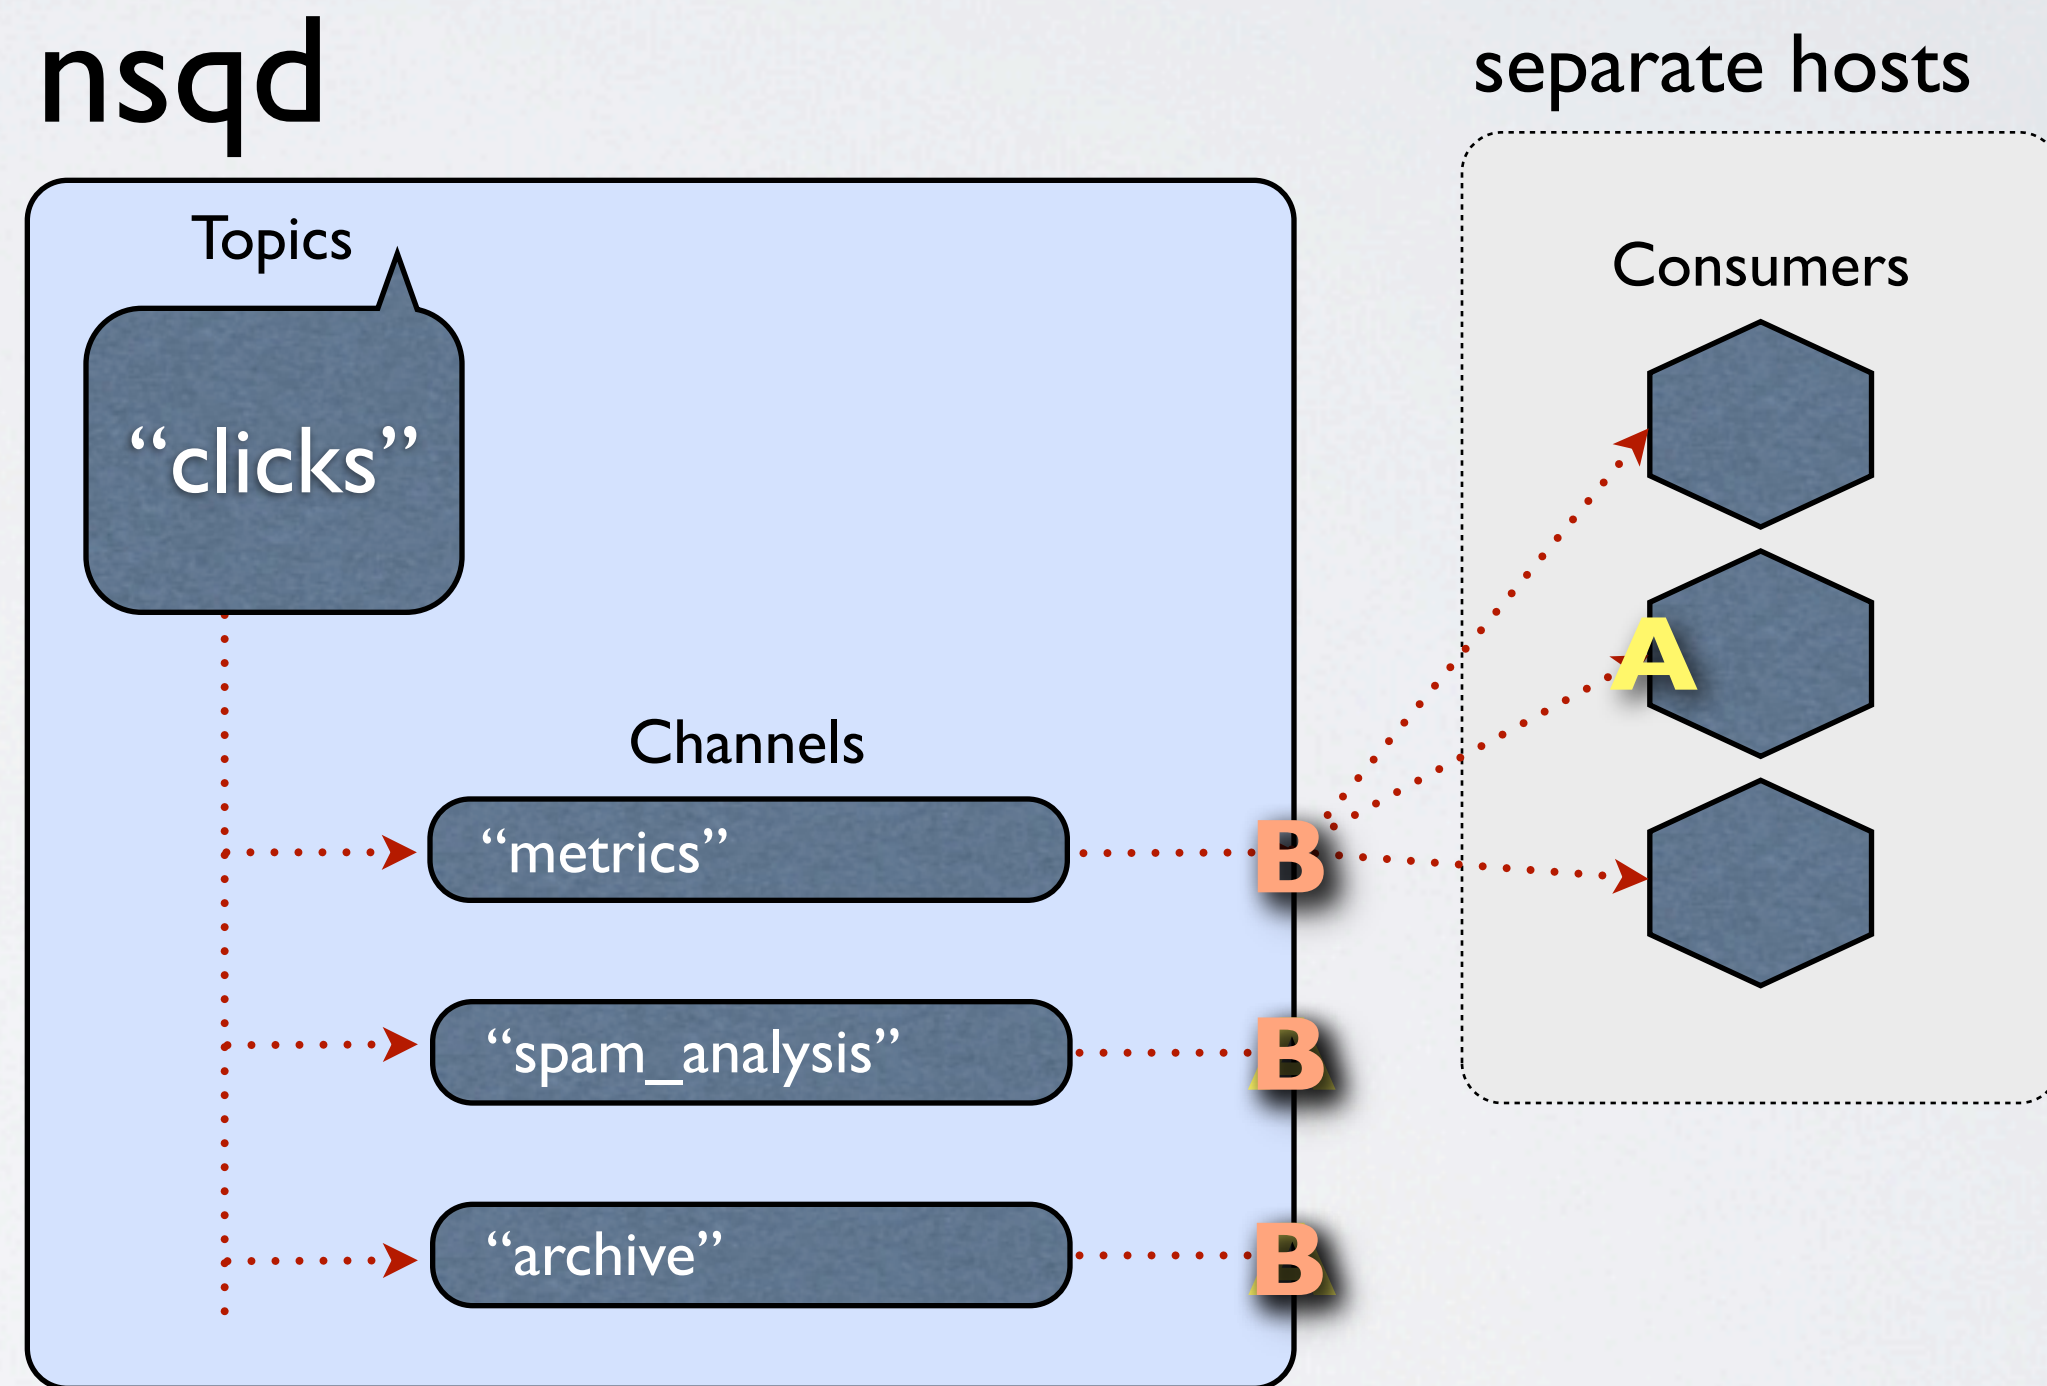 nsqd
separate hosts
Topics
Consumers
“clicks”
A
Channels
“metrics”
B
“spam_analysis”
A
B
“archive”
A
B